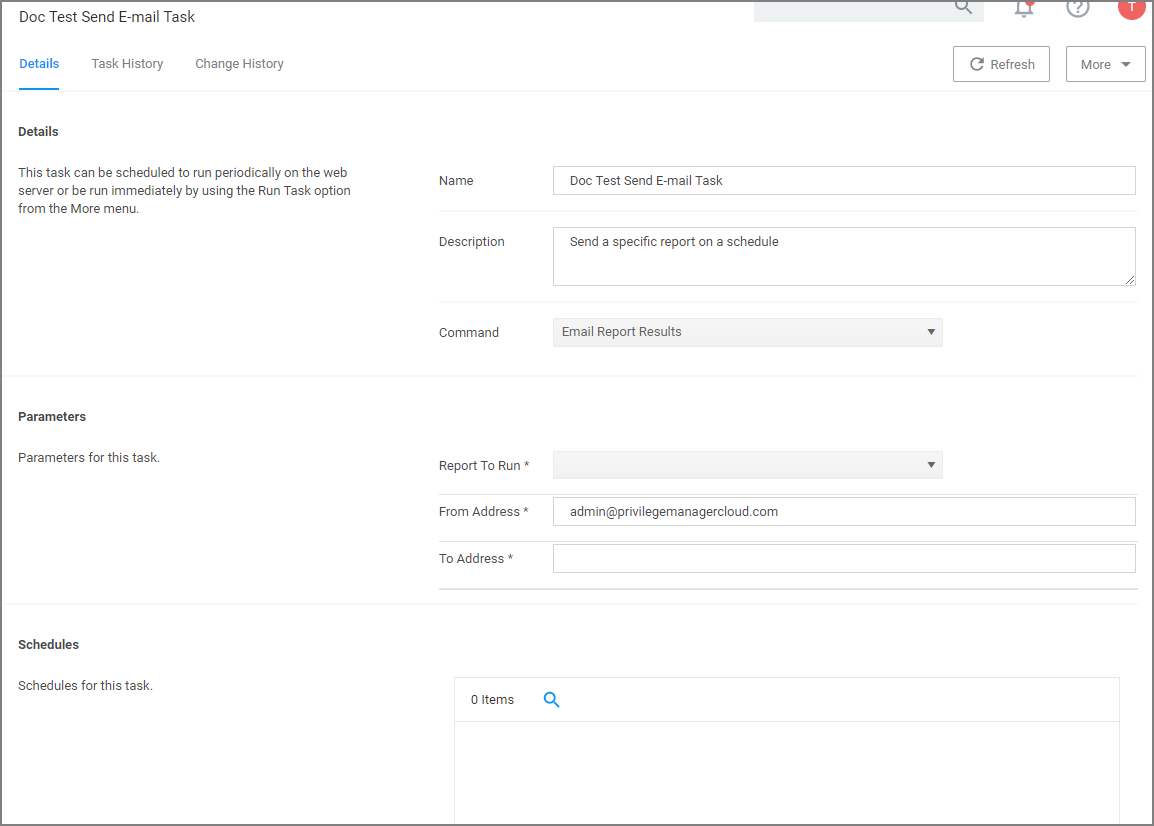 Doc Test Send E-mail Task
T
Details
Task History
Change History
Refresh
More
Details
This task can be scheduled to run periodically on the web
server or be run immediately by using the Run Task option
from the More menu.
Name
Doc Test Send E-mail Task
Description
Send a specific report on a schedule
Command
Email Report Results
Parameters
Parameters for this task.
Report To Run *
From Address *
admin@privilegemanagercloud.com
To Address *
Schedules
Schedules for this task.
0 Items